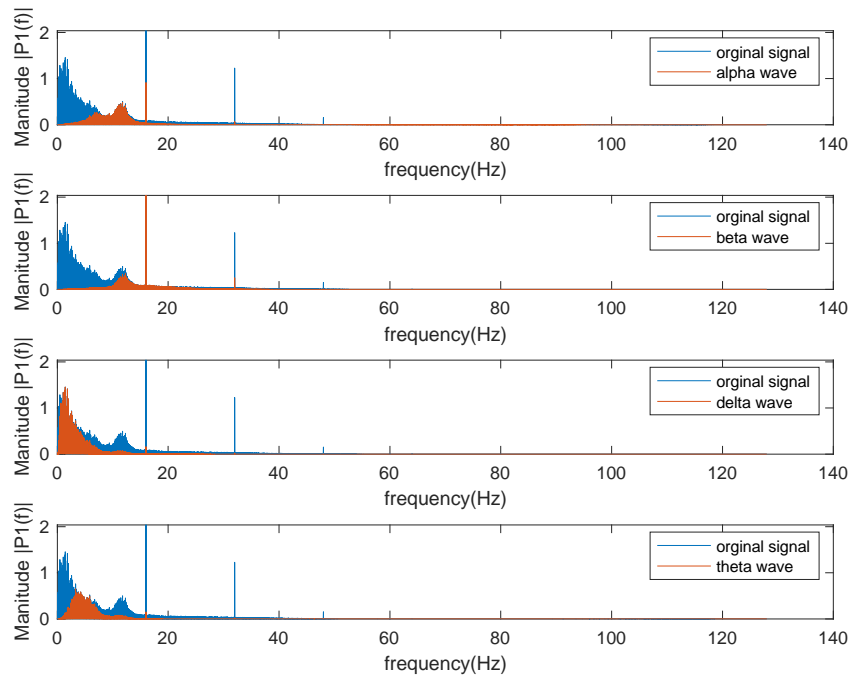 2
1
0
Manitude |P1(f)|
orginal signal
alpha wave
0 20 40 60 80 100 120 140
frequency(Hz)
2
1
0
Manitude |P1(f)|
orginal signal
beta wave
0 20 40 60 80 100 120 140
frequency(Hz)
2
1
0
Manitude |P1(f)|
orginal signal
delta wave
0 20 40 60 80 100 120 140
frequency(Hz)
2
1
0
Manitude |P1(f)|
orginal signal
theta wave
0 20 40 60 80 100 120 140
frequency(Hz)